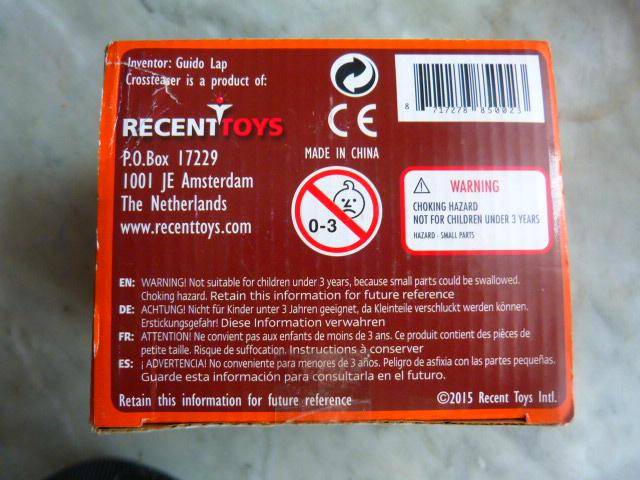 Inventor: Guido Lap
Crossteaser is a product of:
RECENTTOYS
P.O.Box 17229
1001 JE Amsterdam
The Netherlands
www.recenttoys.com
CE
MADE IN CHINA
0-3
8 717278 850023
WARNING
CHOKING HAZARD
NOT FOR CHILDREN UNDER 3 YEARS
HAZARD - SMALL PARTS
EN: WARNING! Not suitable for children under 3 years, because small parts could be swallowed.
Choking hazard. Retain this information for future reference
DE: ACHTUNG! Nicht für Kinder unter 3 Jahren geeignet, da Kleinteile verschluckt werden können.
Erstickungsgefahr! Diese Information verwahren
FR: ATTENTION! Ne convient pas aux enfants de moins de 3 ans. Ce produit contient des pièces de
petite taille. Risque de suffocation. Instructions à conserver
ES: ¡ ADVERTENCIA! No conveniente para menores de 3 años. Peligro de asfixia con las partes pequeñas.
Guarde esta información para consultarla en el futuro.
Retain this information for future reference
©2015 Recent Toys Intl.